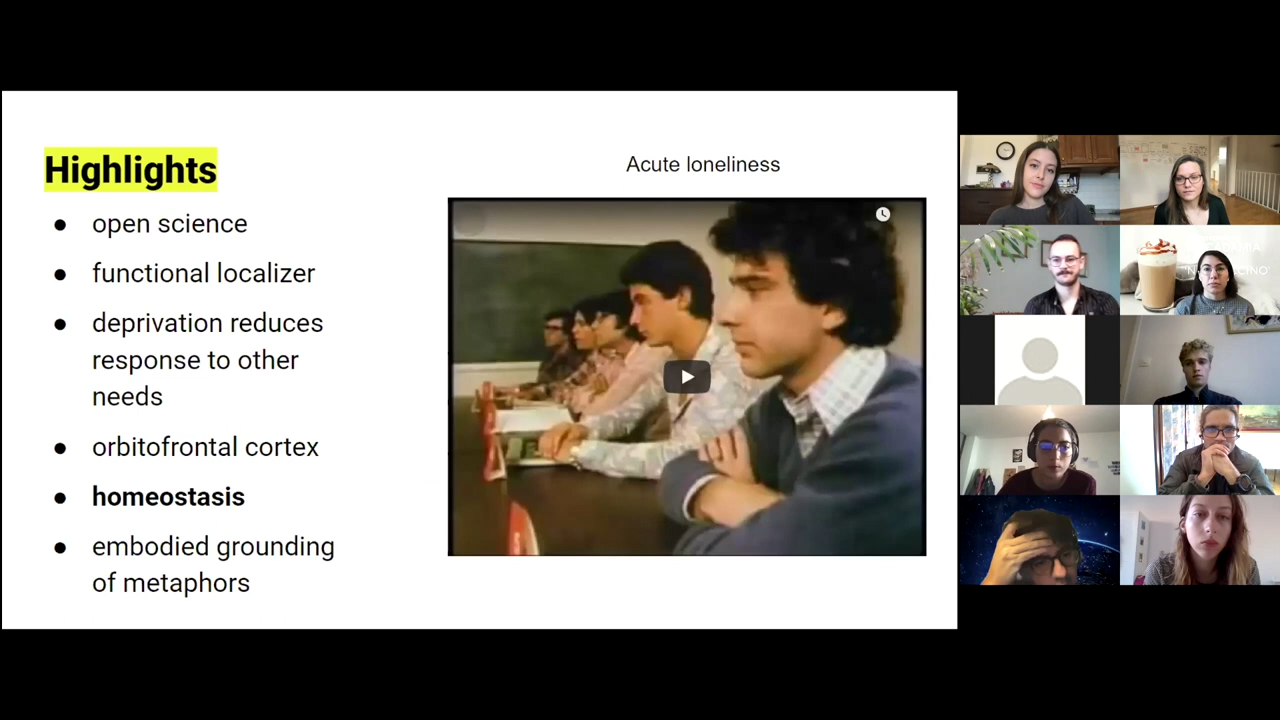 Highlights
● open science
● functional localizer
● deprivation reduces
response to other
needs
● orbitofrontal cortex
● homeostasis
● embodied grounding
of metaphors
Acute loneliness